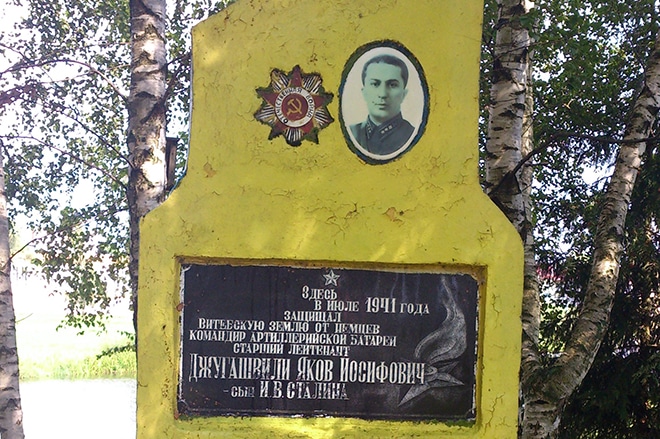 Здесь
в июле 1941 года
защищал
Витебскую землю от немцев
командир артиллерийской батареи
старший лейтенант
Джугашвили Яков Иосифович
– сын И.В. Сталина